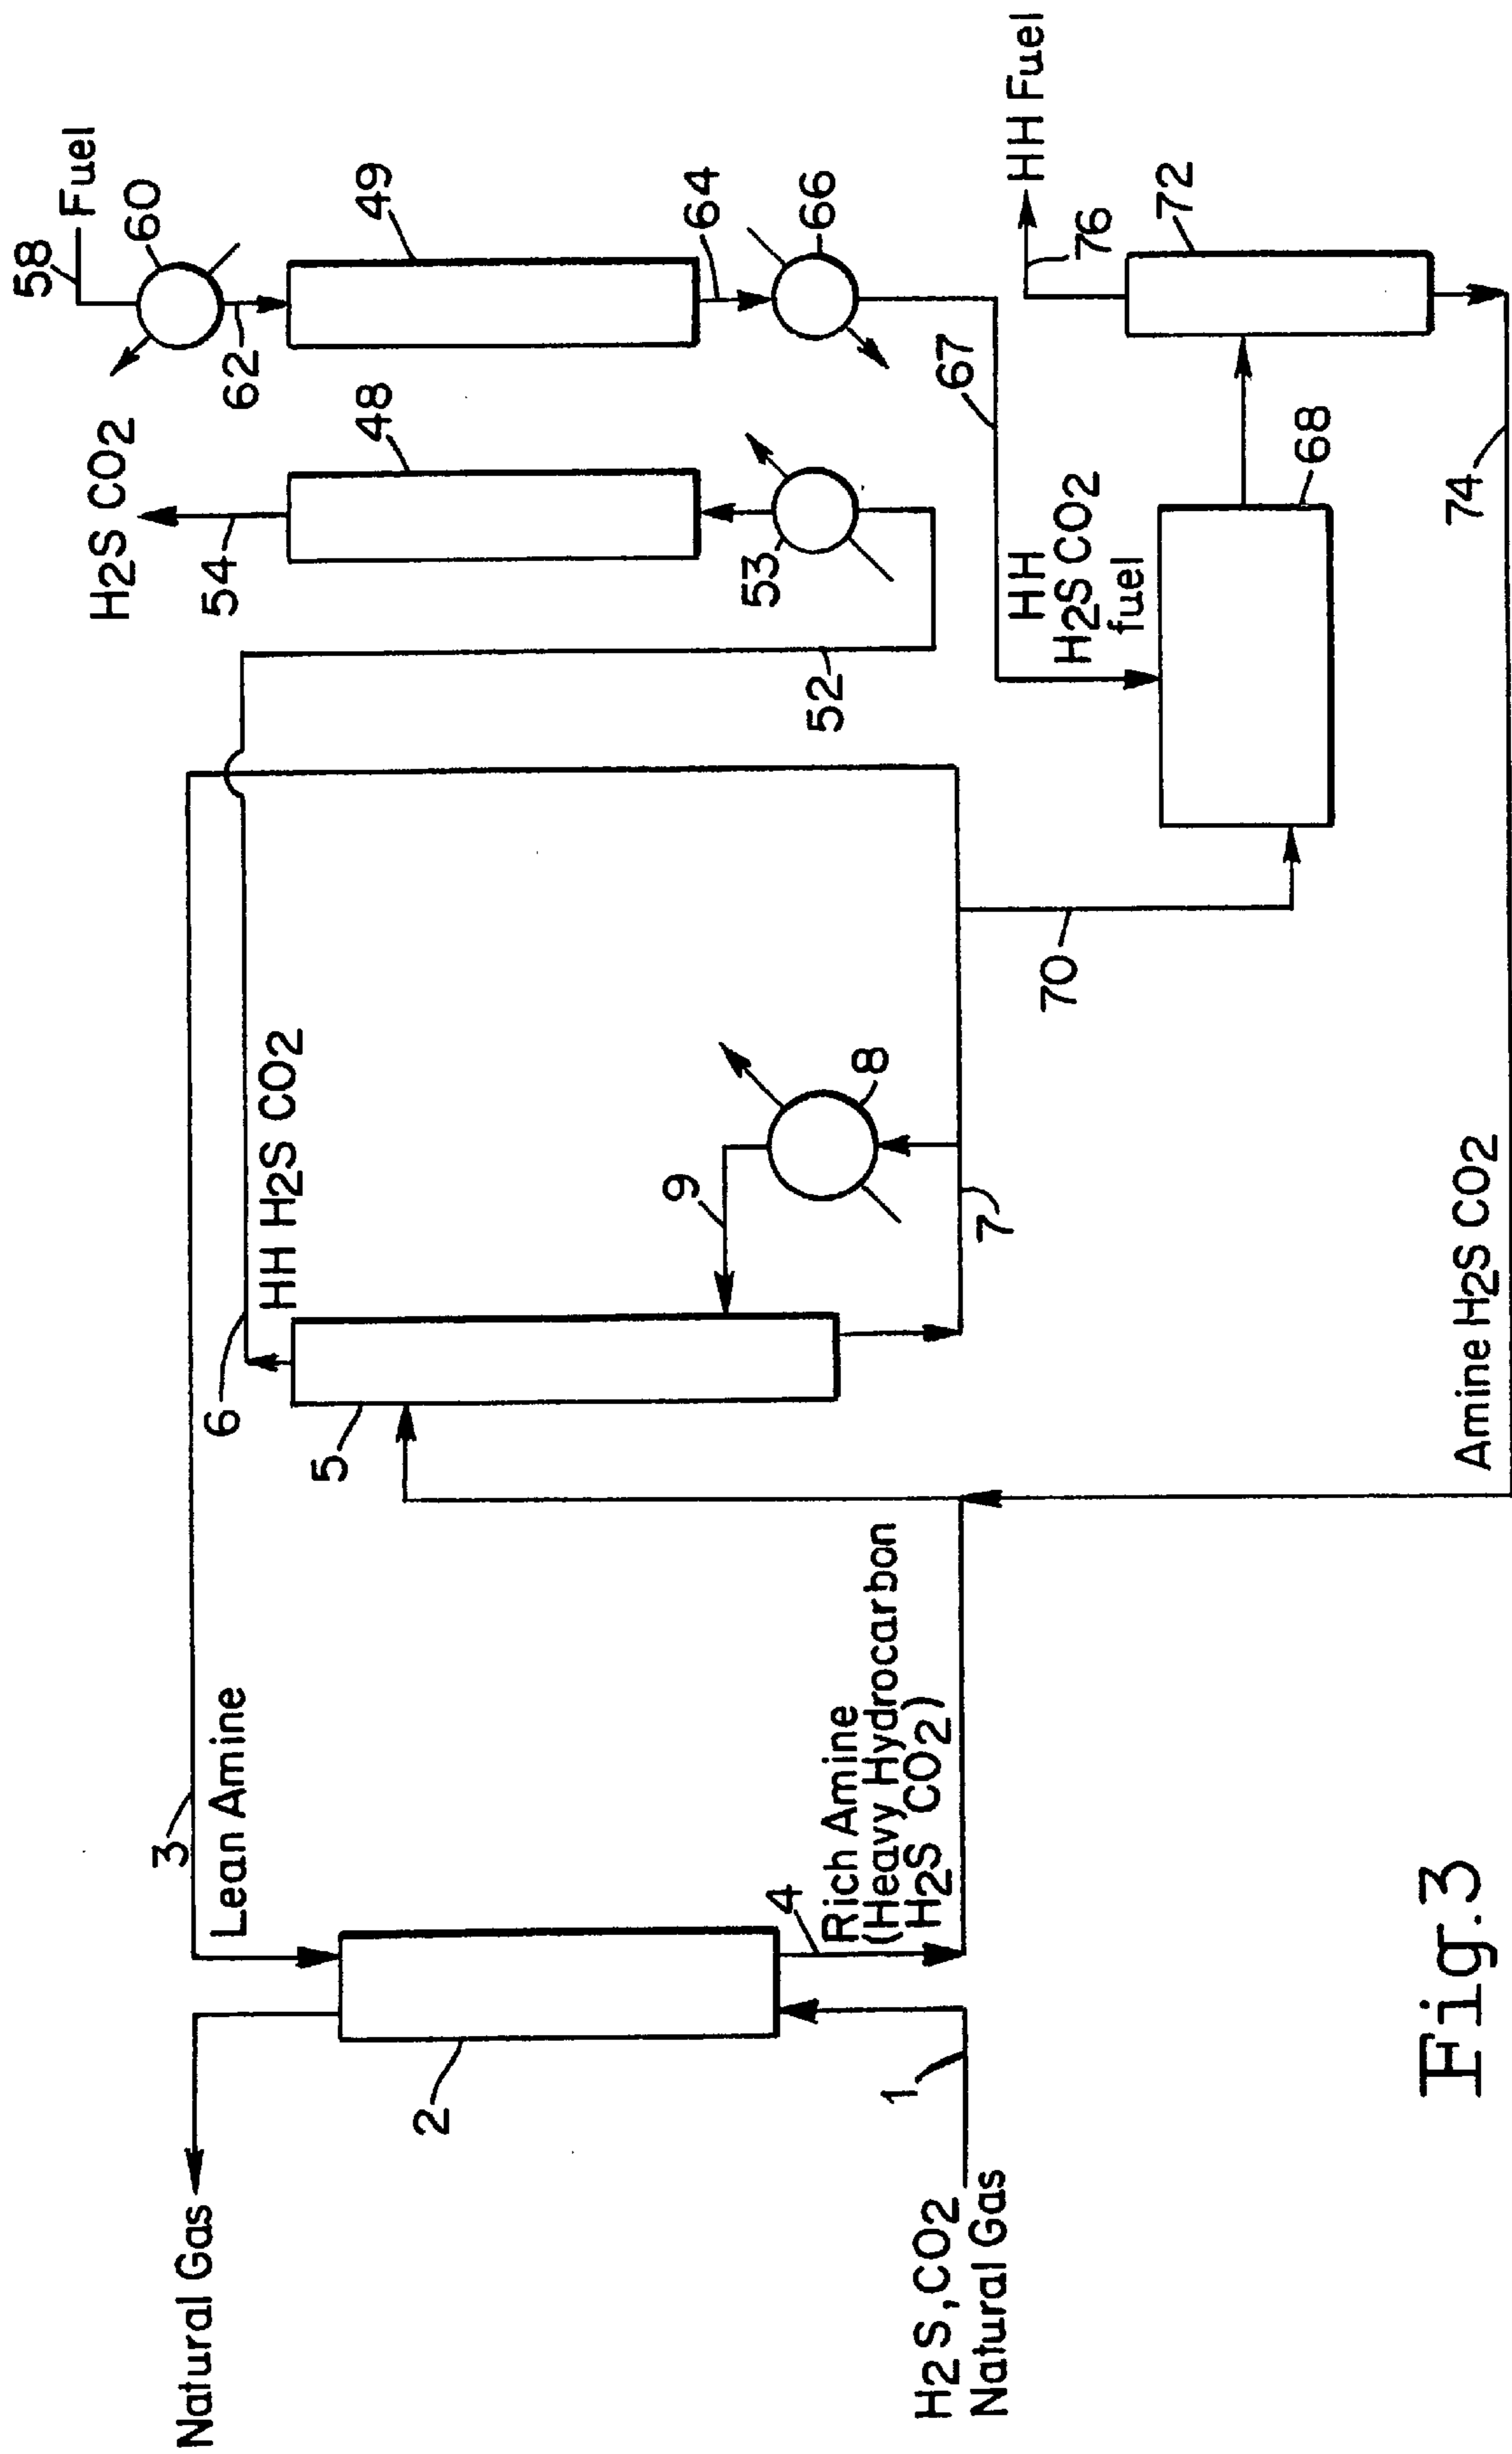 58
Fuel
60
62
49
64
66
H2S CO2
54
48
53
52
67
HH Fuel
76
72
HH
H2S CO2
fuel
68
74
70
HH H2S CO2
6
5
9
8
7
Amine H2S CO2
3
Lean Amine
4
Rich Amine
(Heavy Hydrocarbon
H2S CO2)
Natural Gas
2
1
H2S,CO2
Natural Gas
Fig.3